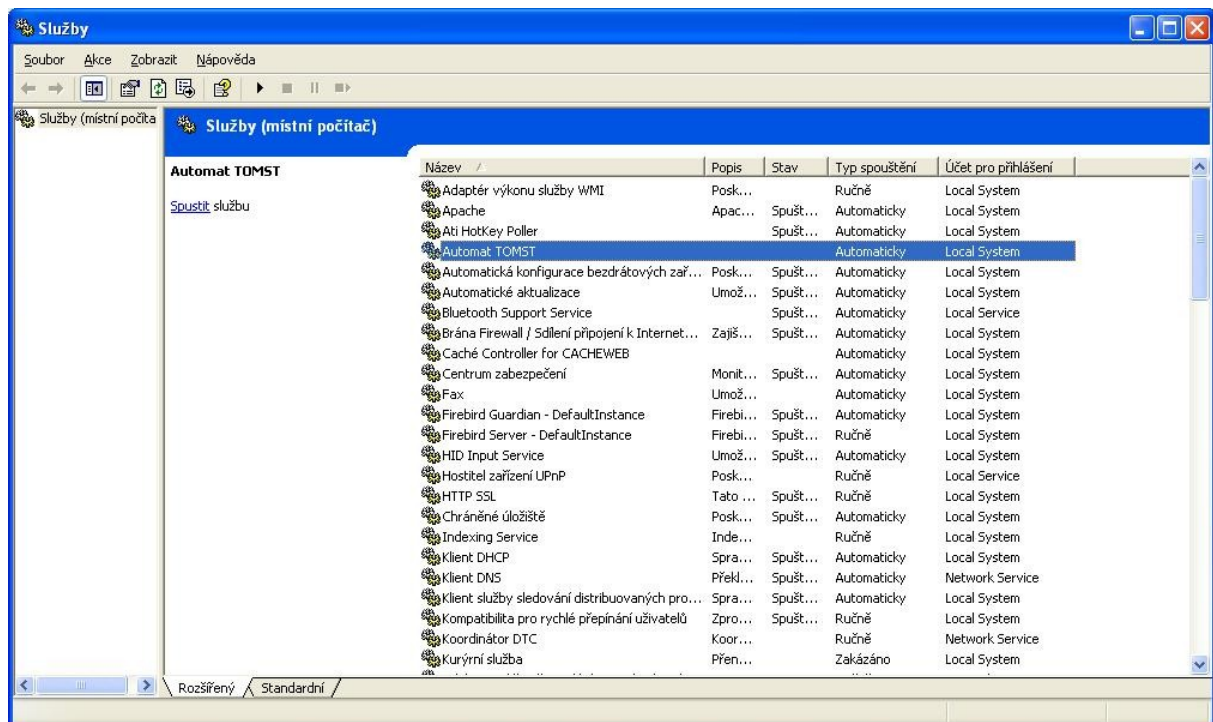 Služby
Soubor Akce Zobrazit Nápověda
Služby (místní počíta
Služby (místní počítač)
Automat TOMST
Spustit službu
Název Popis Stav Typ spouštění Účet pro přihlášení
Adaptér výkonu služby WMI Posk... Ručně Local System
Apache Apac... Spušt... Automaticky Local System
Ati HotKey Poller Spušt... Automaticky Local System
Automat TOMST Automaticky Local System
Automatická konfigurace bezdrátových zař... Posk... Spušt... Automaticky Local System
Automatické aktualizace Umož... Spušt... Automaticky Local System
Bluetooth Support Service Spušt... Automaticky Local Service
Brána Firewall / Sdílení připojení k Internet... Zajiš... Spušt... Automaticky Local System
Caché Controller for CACHEWEB Automaticky Local System
Centrum zabezpečení Monit... Spušt... Automaticky Local System
Fax Umož... Automaticky Local System
Firebird Guardian - DefaultInstance Firebi... Spušt... Automaticky Local System
Firebird Server - DefaultInstance Firebi... Spušt... Ručně Local System
HID Input Service Umož... Spušt... Automaticky Local System
Hostitel zařízení UPnP Posk... Ručně Local Service
HTTP SSL Tato ... Spušt... Ručně Local System
Chráněné úložiště Posk... Spušt... Automaticky Local System
Indexing Service Inde... Ručně Local System
Klient DHCP Spra... Spušt... Automaticky Local System
Klient DNS Překl... Spušt... Automaticky Network Service
Klient služby sledování distribuovaných pro... Spra... Spušt... Automaticky Local System
Kompatibilita pro rychlé přepínání uživatelů Zpro... Spušt... Ručně Local System
Koordinátor DTC Koor... Ručně Network Service
Kurýrní služba Přen... Zakázáno Local System
Rozšířený Standardní